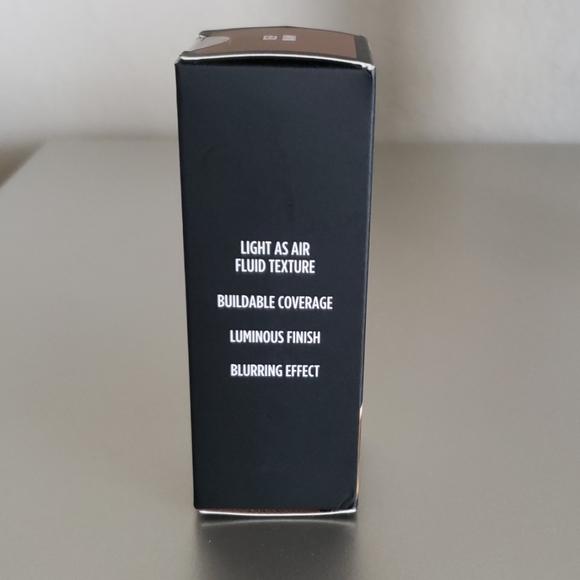 LIGHT AS AIR
FLUID TEXTURE
BUILDABLE COVERAGE
LUMINOUS FINISH
BLURRING EFFECT